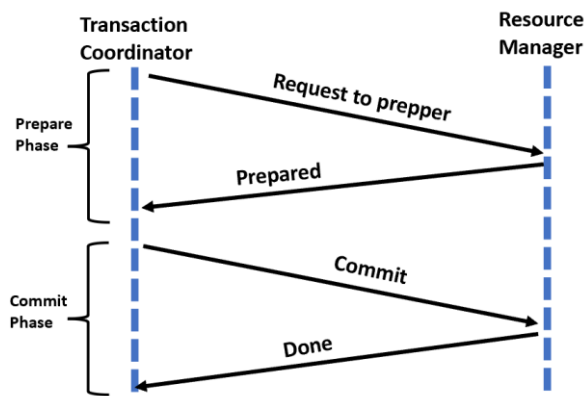 Transaction
Coordinator
Resource
Manager
Request to prepper
Prepare
Phase
Prepared
Commit
Commit
Phase
Done